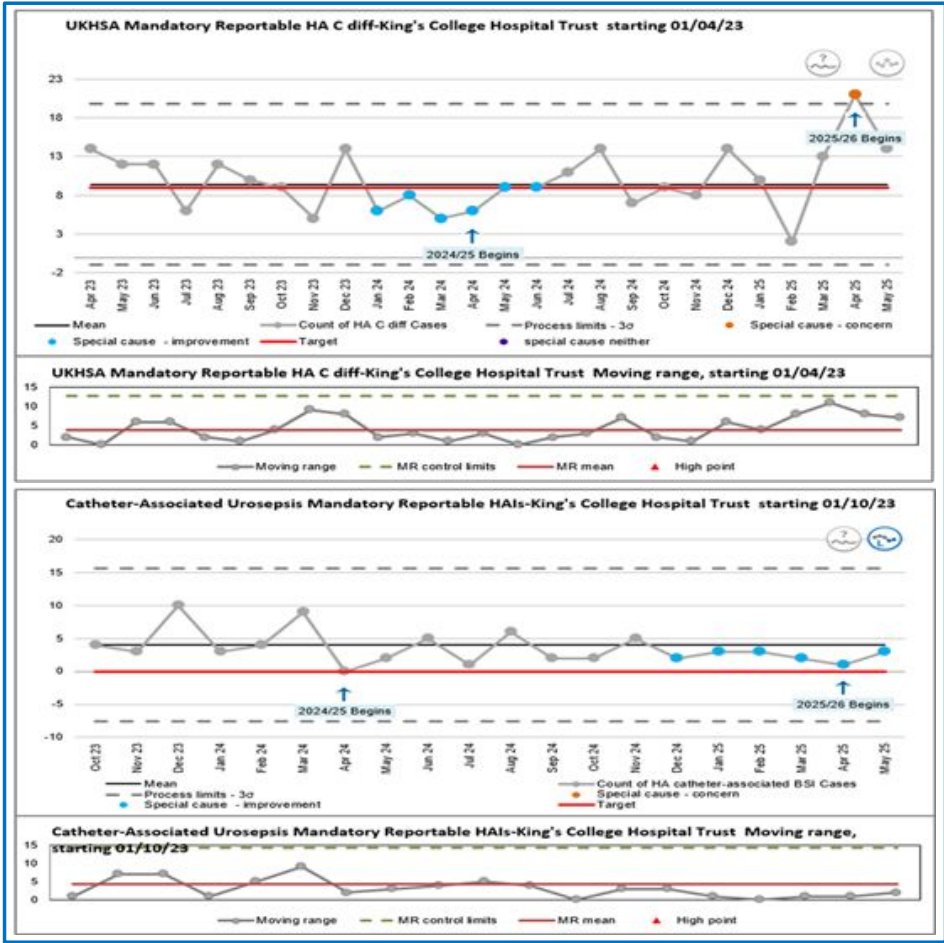 UKHSA Mandatory Reportable HA C diff-King's College Hospital Trust starting 01/04/23
?
23
18
13
8
3
-2
2025/26 Begins
2024/25 Begins
Apr 23 May 23 Jun 23 Jul 23 Aug 23 Sep 23 Oct 23 Nov 23 Dec 23 Jan 24 Feb 24 Mar 24 Apr 24 May 24 Jun 24 Jul 24 Aug 24 Sep 24 Oct 24 Nov 24 Dec 24 Jan 25 Feb 25 Mar 25 Apr 25 May 25
Mean Count of HA C diff Cases Process limits - 3σ Special cause - concern
Special cause - improvement Target special cause neither
UKHSA Mandatory Reportable HA C diff-King's College Hospital Trust Moving range, starting 01/04/23
15
10
5
0
Moving range MR control limits MR mean High point
Catheter-Associated Urosepsis Mandatory Reportable HAIs-King's College Hospital Trust starting 01/10/23
?
L
20
15
10
5
0
-5
-10
2024/25 Begins
2025/26 Begins
Oct 23 Nov 23 Dec 23 Jan 24 Feb 24 Mar 24 Apr 24 May 24 Jun 24 Jul 24 Aug 24 Sep 24 Oct 24 Nov 24 Dec 24 Jan 25 Feb 25 Mar 25 Apr 25 May 25
Mean Count of HA catheter-associated BSI Cases
Process limits - 3σ Special cause - concern
Special cause - improvement Target
Catheter-Associated Urosepsis Mandatory Reportable HAIs-King's College Hospital Trust Moving range,
starting 01/10/23
15
10
5
0
Moving range MR control limits MR mean High point